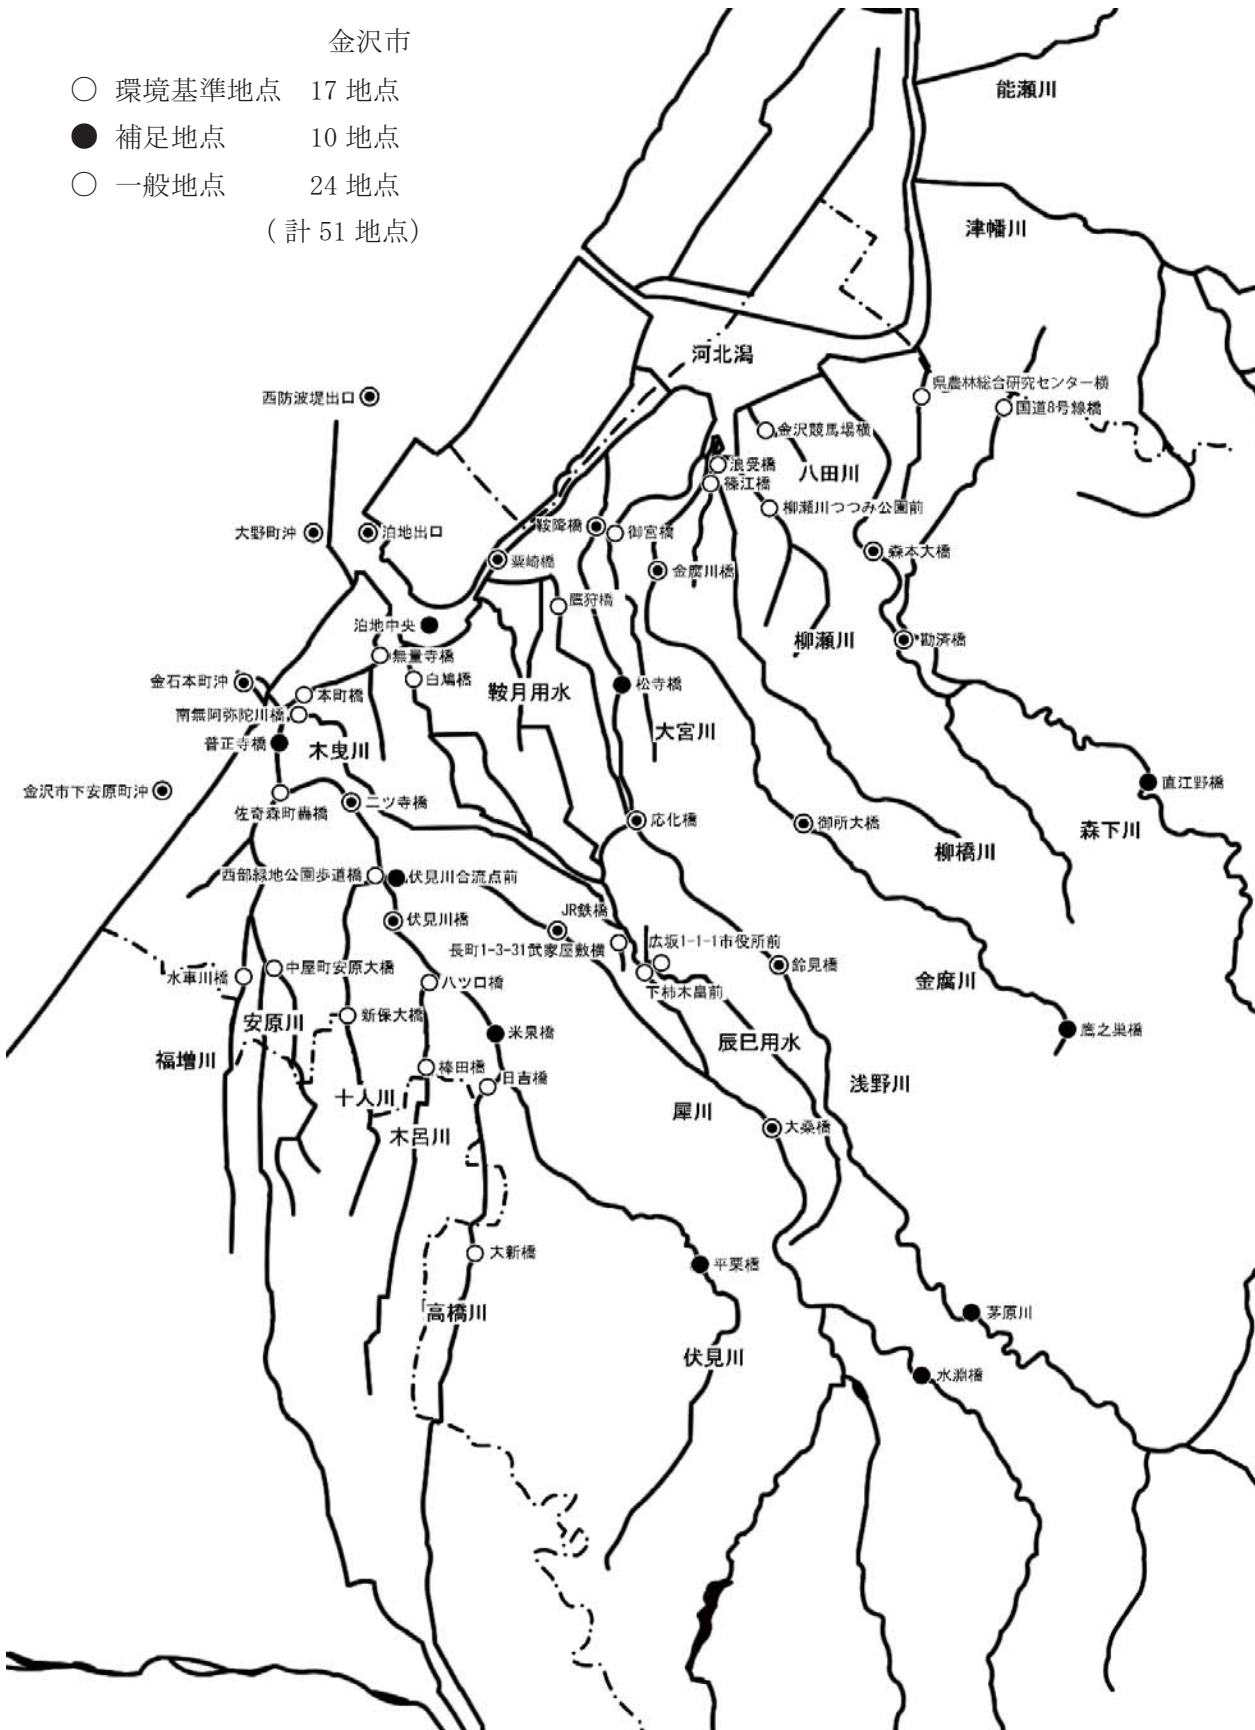 金沢市
○ 環境基準地点 17 地点
● 補足地点 10 地点
○ 一般地点 24 地点
(計 51 地点)
能瀬川
津幡川
河北潟
県農林総合研究センター横
西防波堤出口
国道8号線橋
金沢競馬場横
浪受橋
八田川
篠江橋
柳瀬川つつみ公園前
大野町沖
泊地出口
鞍降橋
御宮橋
森本大橋
粟崎橋
金腐川橋
鷹狩橋
泊地中央
柳瀬川
勘済橋
無量寺橋
白鳩橋
金石本町沖
本町橋
鞍月用水
松寺橋
南無阿弥陀川橋
大宮川
普正寺橋
木曳川
直江野橋
金沢市下安原町沖
二ツ寺橋
佐奇森町轟橋
応化橋
御所大橋
森下川
柳橋川
西部緑地公園歩道橋
伏見川合流点前
JR鉄橋
伏見川橋
長町1-3-31武家屋敷横
広坂1-1-1市役所前
鈴見橋
中屋町安原大橋
水車川橋
八ツ口橋
下柿木畠前
金腐川
安原川
新保大橋
米泉橋
鷹之巣橋
辰巳用水
福増川
棒田橋
日吉橋
浅野川
十人川
犀川
大桑橋
木呂川
大新橋
平栗橋
高橋川
茅原川
伏見川
水淵橋